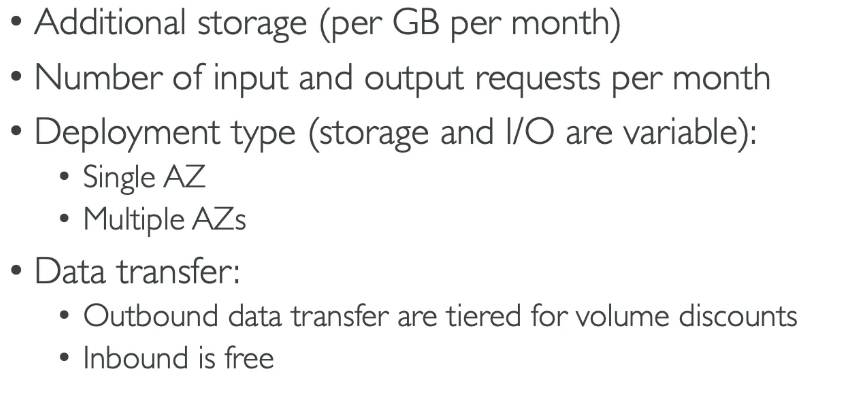 • Additional storage (per GB per month)
• Number of input and output requests per month
• Deployment type (storage and I/O are variable):
• Single AZ
• Multiple AZs
• Data transfer:
• Outbound data transfer are tiered for volume discounts
• Inbound is free